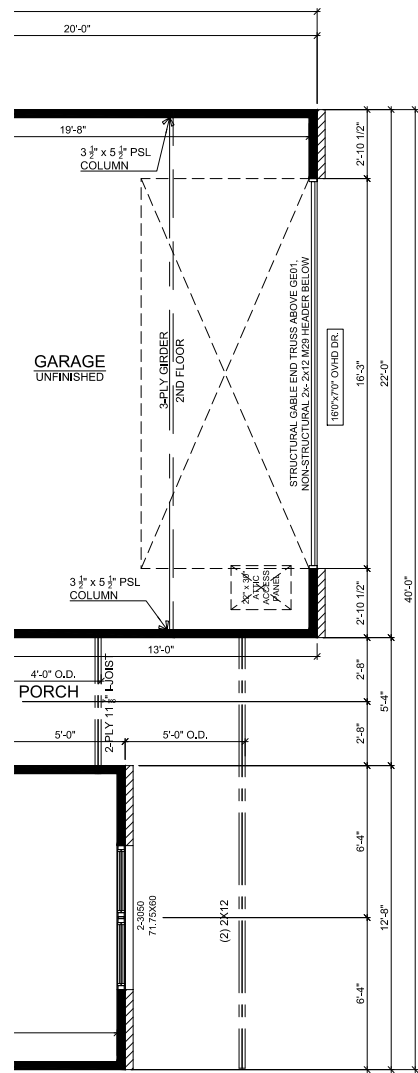 20'-0"
19'-8"
3 ½" x 5 ½" PSL
COLUMN
2'-10 1/2"
3-PLY GIRDER
2ND FLOOR
STRUCTURAL GABLE END TRUSS ABOVE GE01.
NON-STRUCTURAL 2x- 2x12 M29 HEADER BELOW
16'0"x7'0" OVHD DR.
16'-3"
22'-0"
GARAGE
UNFINISHED
22" x 30"
ATTIC
ACCESS
PANEL
3 ½" x 5 ½" PSL
COLUMN
2'-10 1/2"
40'-0"
13'-0"
4'-0" O.D.
PORCH
2-PLY 11 ⅞" I-JOIST
2'-8"
5'-4"
2'-8"
5'-0"
5'-0" O.D.
2-3050
71.75X60
(2) 2X12
6'-4"
12'-8"
6'-4"